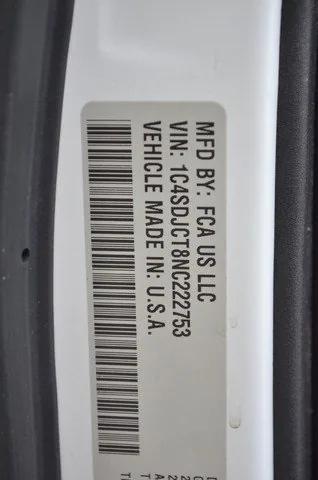 MFD BY: FCA US LLC
VIN: 1C4SDJCT8NC222753
VEHICLE MADE IN: U.S.A.